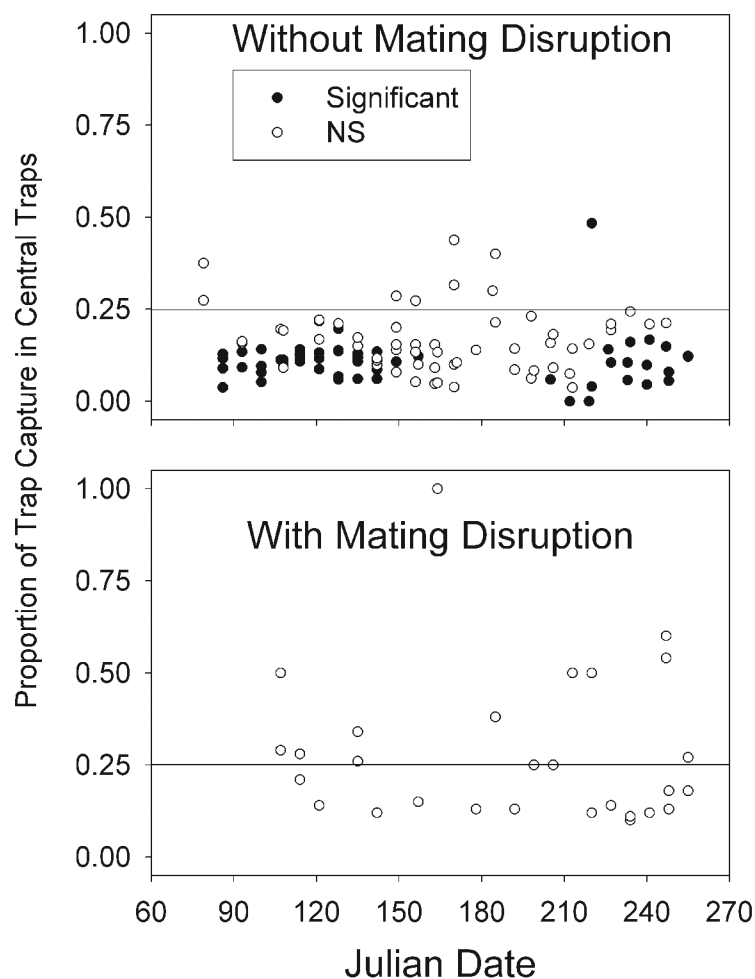 Proportion of Trap Capture in Central Traps
Without Mating Disruption
Significant
NS
1.00
0.75
0.50
0.25
0.00
With Mating Disruption
1.00
0.75
0.50
0.25
0.00
60 90 120 150 180 210 240 270
Julian Date